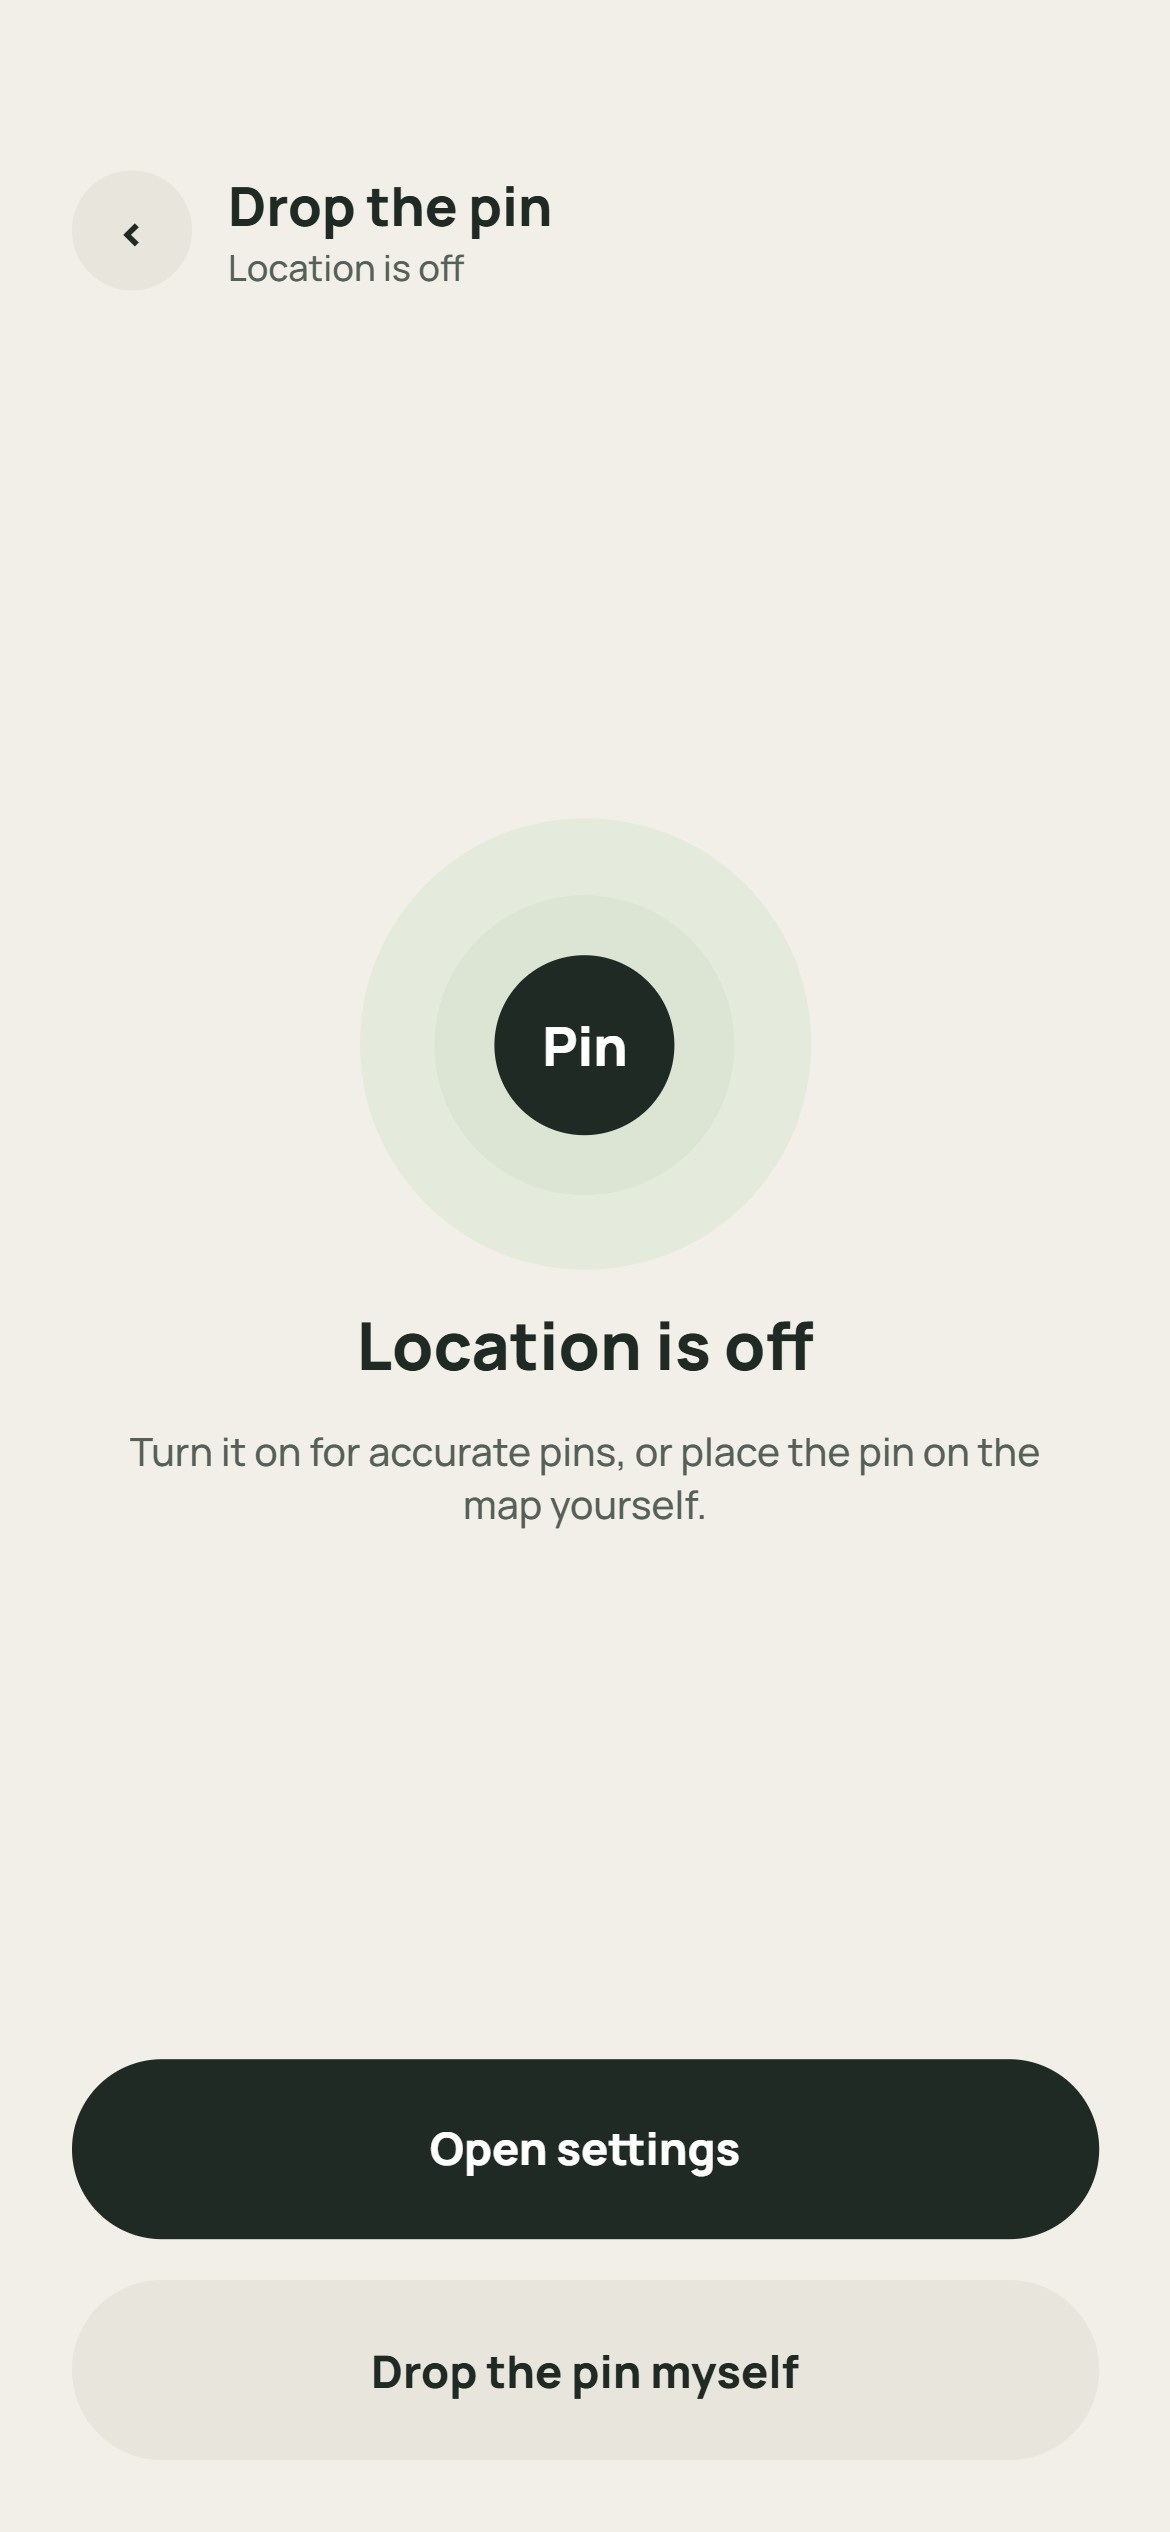 Drop the pin
Location is off
Pin
Location is off
Turn it on for accurate pins, or place the pin on the
map yourself.
Open settings
Drop the pin myself